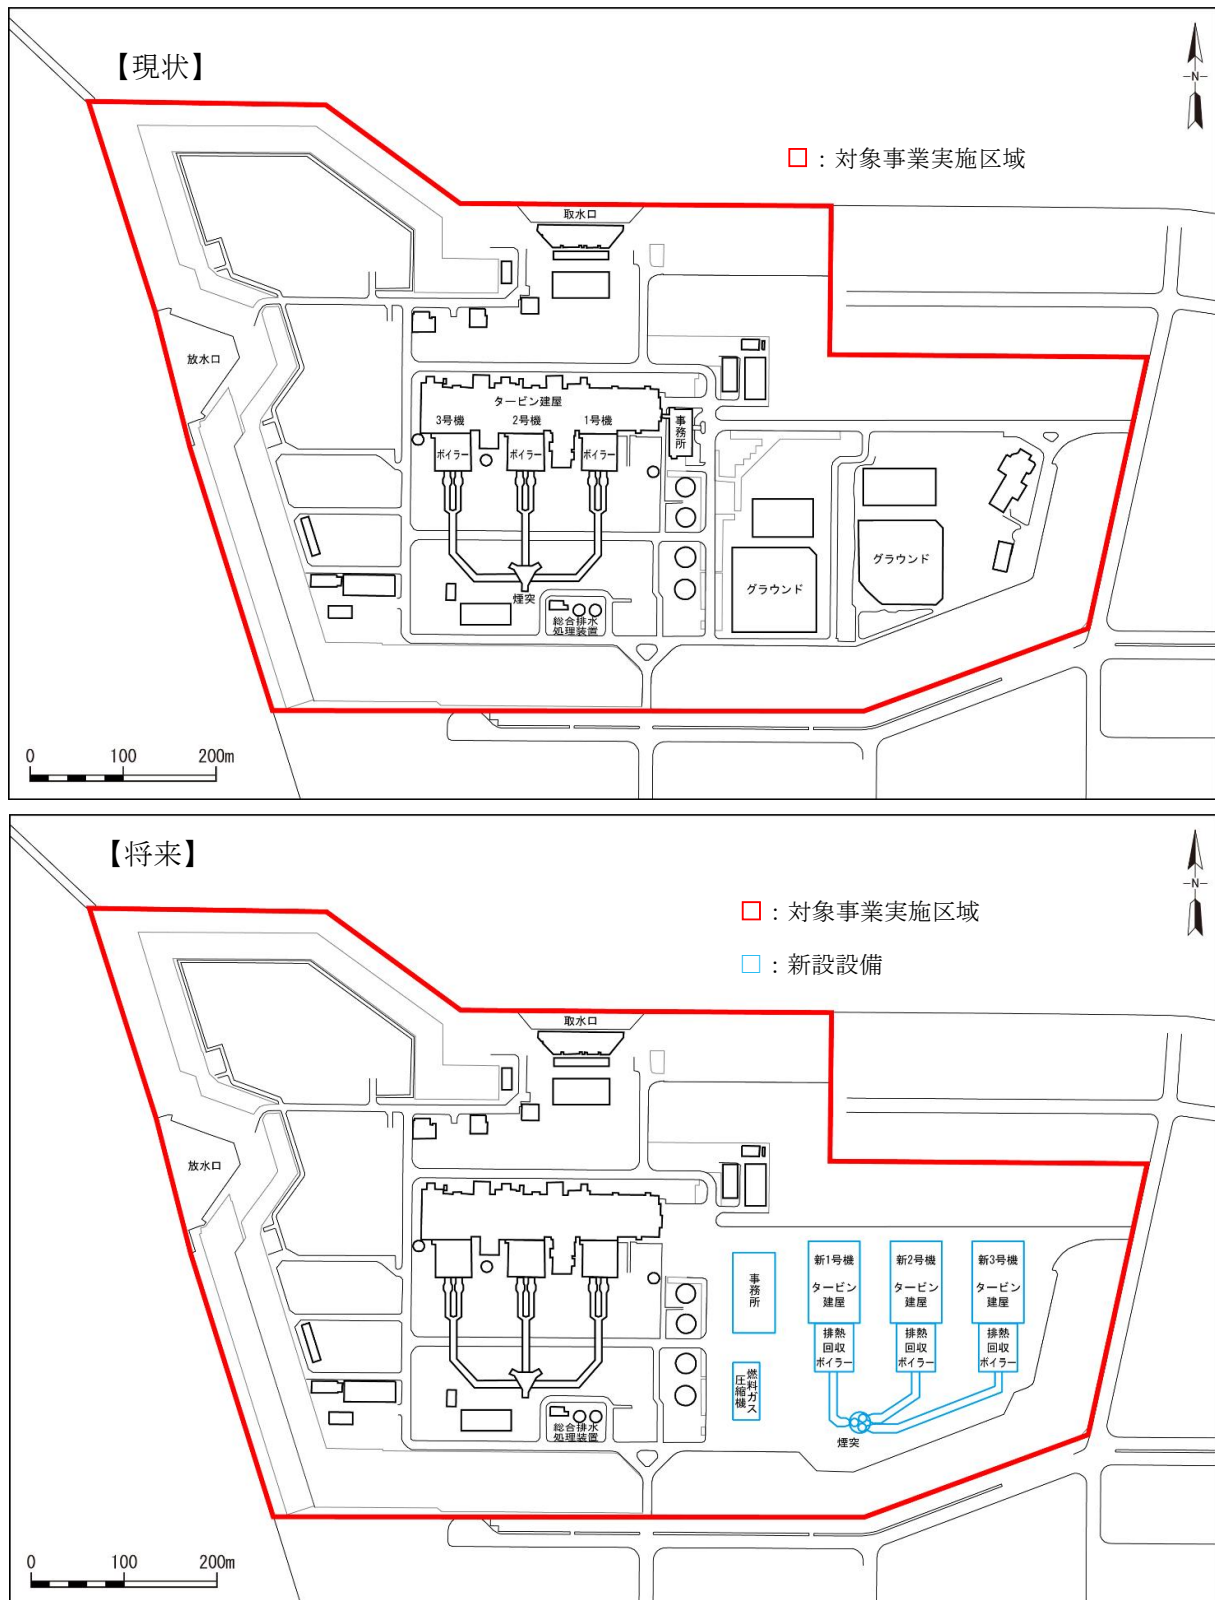 【現状】
N
□:対象事業実施区域
取水口
放水口
タービン建屋
3号機
2号機
1号機
事務所
ボイラー
ボイラー
ボイラー
グラウンド
グラウンド
煙突
総合排水
処理装置
0 100 200m
【将来】
N
□:対象事業実施区域
□:新設設備
取水口
放水口
事務所
新1号機
タービン
建屋
新2号機
タービン
建屋
新3号機
タービン
建屋
排熱
回収
ボイラー
排熱
回収
ボイラー
排熱
回収
ボイラー
燃料ガス
圧縮機
煙突
総合排水
処理装置
0 100 200m